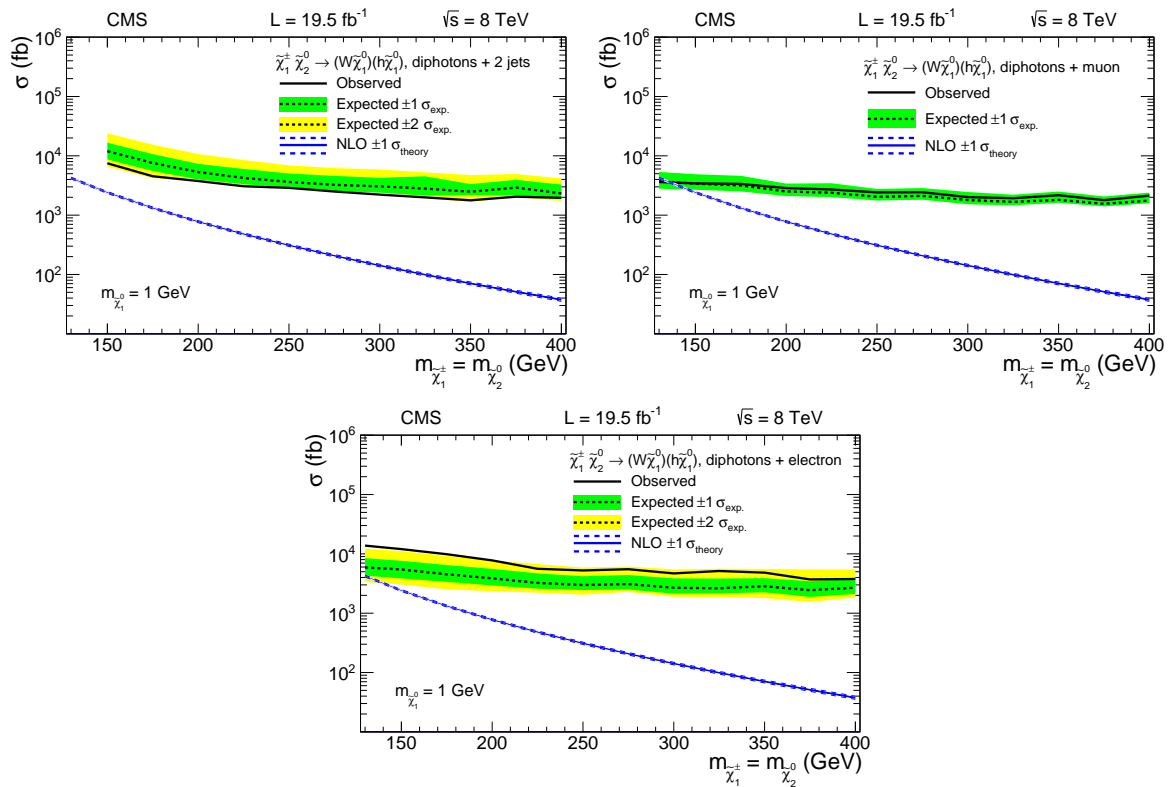 CMS L = 19.5 fb⁻¹ √s = 8 TeV
σ (fb)
10⁶
10⁵
10⁴
10³
10²
χ̃₁± χ̃₂⁰ → (Wχ̃₁⁰)(hχ̃₁⁰), diphotons + 2 jets
Observed
Expected ±1 σexp.
Expected ±2 σexp.
NLO ±1 σtheory
mχ̃₁⁰ = 1 GeV
150 200 250 300 350 400
mχ̃₁± = mχ̃₂⁰ (GeV)
CMS L = 19.5 fb⁻¹ √s = 8 TeV
σ (fb)
10⁶
10⁵
10⁴
10³
10²
χ̃₁± χ̃₂⁰ → (Wχ̃₁⁰)(hχ̃₁⁰), diphotons + muon
Observed
Expected ±1 σexp.
NLO ±1 σtheory
mχ̃₁⁰ = 1 GeV
150 200 250 300 350 400
mχ̃₁± = mχ̃₂⁰ (GeV)
CMS L = 19.5 fb⁻¹ √s = 8 TeV
σ (fb)
10⁶
10⁵
10⁴
10³
10²
χ̃₁± χ̃₂⁰ → (Wχ̃₁⁰)(hχ̃₁⁰), diphotons + electron
Observed
Expected ±1 σexp.
Expected ±2 σexp.
NLO ±1 σtheory
mχ̃₁⁰ = 1 GeV
150 200 250 300 350 400
mχ̃₁± = mχ̃₂⁰ (GeV)